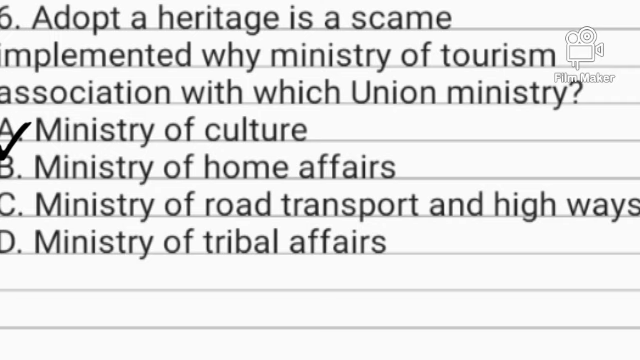 6. Adopt a heritage is a scame
implemented why ministry of tourism
association with which Union ministry?
A. Ministry of culture
B. Ministry of home affairs
C. Ministry of road transport and high ways
D. Ministry of tribal affairs
Film Maker